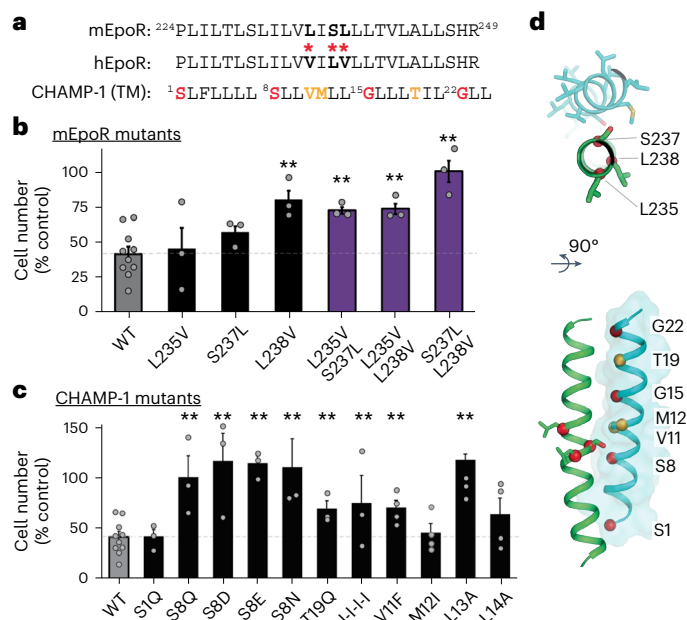 a
mEpoR: 224PLILTLSLILVLISLLLTVLALLSHR249
* **
hEpoR: PLILTLSLILVVILVLLTVLALLSHR
CHAMP-1 (TM) 1SLFLLLL 8SLLVMLL15GLLLTIL22GLL
b
mEpoR mutants
Cell number
(% control)
100
75
50
25
0
**
**
**
**
WT
L235V
S237L
L238V
L235V
S237L
L235V
L238V
S237L
L238V
c
CHAMP-1 mutants
Cell number
(% control)
150
100
50
0
** ** ** ** ** ** ** **
WT
S1Q
S8Q
S8D
S8E
S8N
T19Q
I-I-I-I
V11F
M12I
L13A
L14A
d
S237
L238
L235
90°
G22
T19
G15
M12
V11
S8
S1